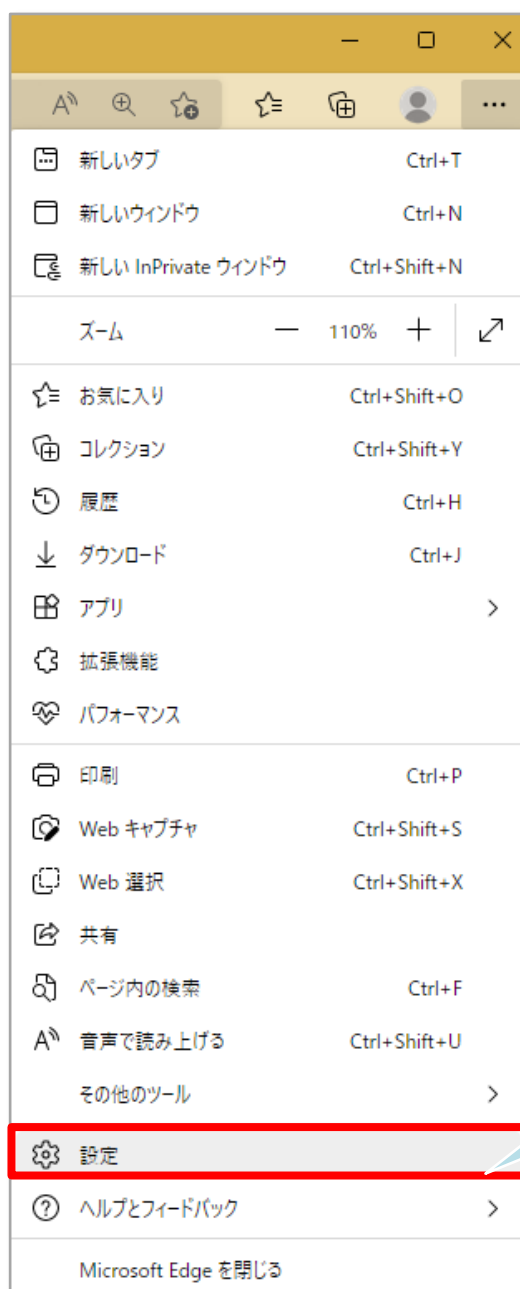 新しいタブ Ctrl+T
新しいウィンドウ Ctrl+N
新しい InPrivate ウィンドウ Ctrl+Shift+N
ズーム 110%
お気に入り Ctrl+Shift+O
コレクション Ctrl+Shift+Y
履歴 Ctrl+H
ダウンロード Ctrl+J
アプリ
拡張機能
パフォーマンス
印刷 Ctrl+P
Web キャプチャ Ctrl+Shift+S
Web 選択 Ctrl+Shift+X
共有
ページ内の検索 Ctrl+F
音声で読み上げる Ctrl+Shift+U
その他のツール
設定
ヘルプとフィードバック
Microsoft Edge を閉じる